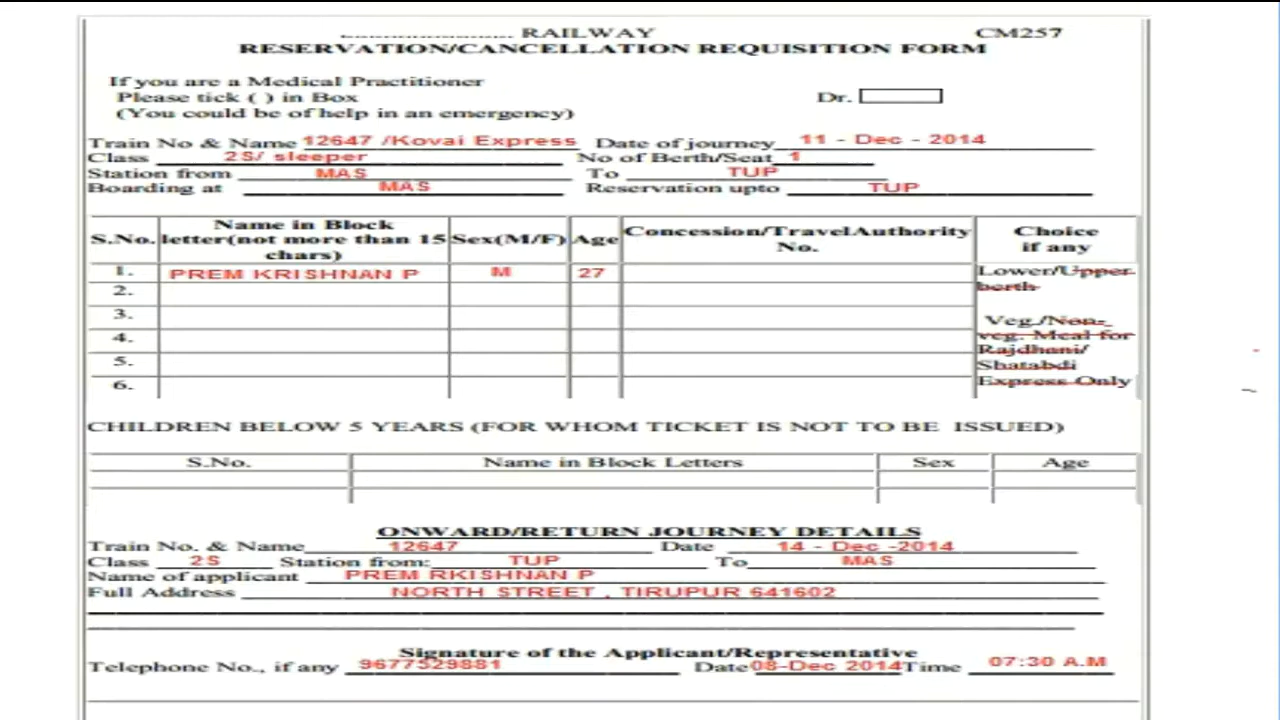 ........................ RAILWAY CM257
RESERVATION/CANCELLATION REQUISITION FORM
If you are a Medical Practitioner
Please tick ( ) in Box Dr.
(You could be of help in an emergency)
Train No & Name 12647 /Kovai Express Date of journey 11 - Dec - 2014
Class 2S/ sleeper No of Berth/Seat 1
Station from MAS To TUP
Boarding at MAS Reservation upto TUP
S.No. Name in Block letter(not more than 15 chars) Sex(M/F) Age Concession/TravelAuthority No. Choice if any
1. PREM KRISHNAN P M 27 Lower/Upper berth
2.
3. Veg./Non-
4. veg. Meal for
Rajdhani/
5. Shatabdi
6. Express Only
CHILDREN BELOW 5 YEARS (FOR WHOM TICKET IS NOT TO BE ISSUED)
S.No. Name in Block Letters Sex Age
ONWARD/RETURN JOURNEY DETAILS
Train No. & Name 12647 Date 14 - Dec -2014
Class 2S Station from: TUP To MAS
Name of applicant PREM RKISHNAN P
Full Address NORTH STREET , TIRUPUR 641602
Signature of the Applicant/Representative
Telephone No., if any 9677529881 Date 08-Dec 2014 Time 07:30 A.M